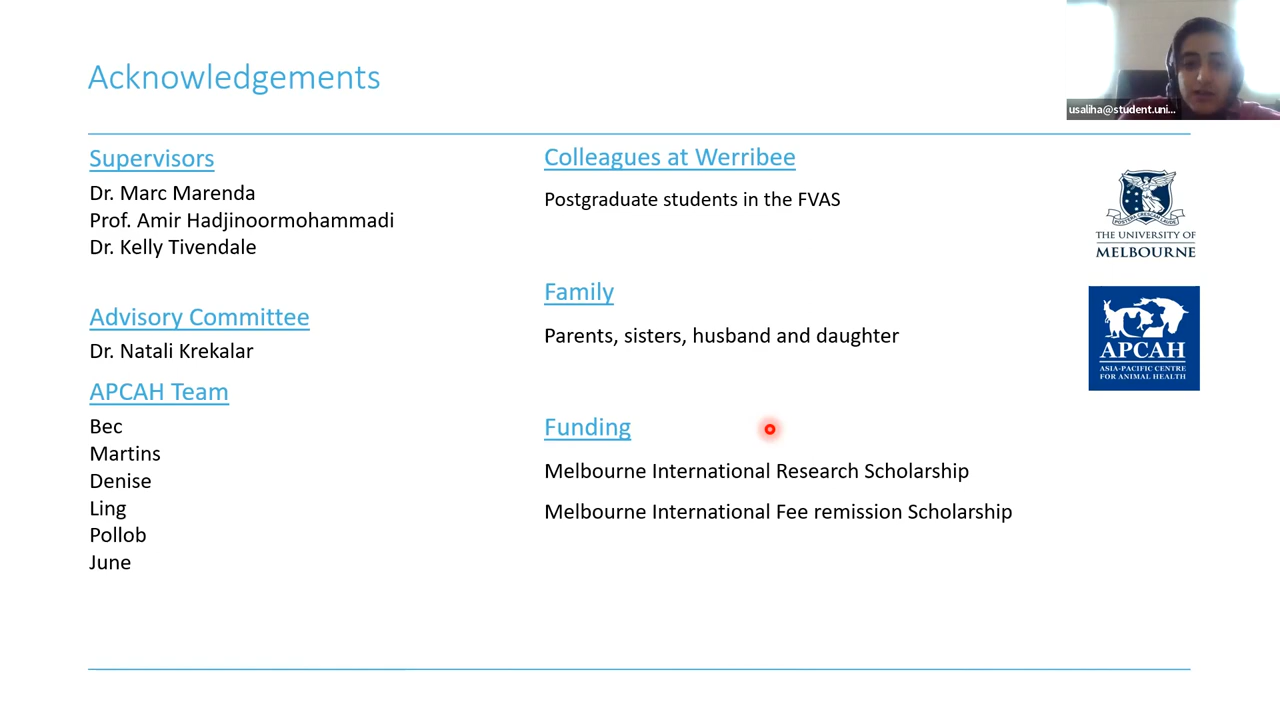 Acknowledgements
usaliha@student.uni...
Supervisors
Dr. Marc Marenda
Prof. Amir Hadjinoormohammadi
Dr. Kelly Tivendale
Advisory Committee
Dr. Natali Krekalar
APCAH Team
Bec
Martins
Denise
Ling
Pollob
June
Colleagues at Werribee
Postgraduate students in the FVAS
Family
Parents, sisters, husband and daughter
Funding
Melbourne International Research Scholarship
Melbourne International Fee remission Scholarship
THE UNIVERSITY OF
MELBOURNE
APCAH
ASIA-PACIFIC CENTRE
FOR ANIMAL HEALTH